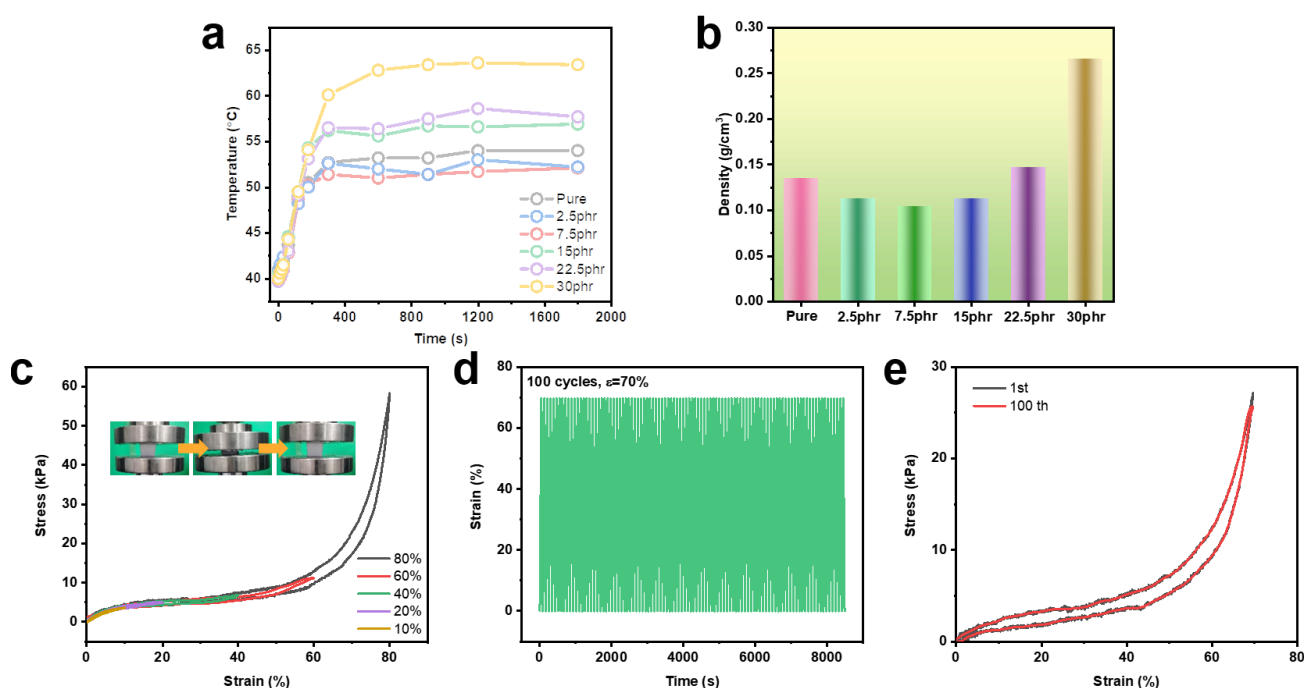 a
65
60
55
50
45
40
Temperature (°C)
0
400
800
1200
1600
2000
Time (s)
Pure
2.5phr
7.5phr
15phr
22.5phr
30phr
b
0.30
0.25
0.20
0.15
0.10
0.05
0.00
Density (g/cm³)
Pure
2.5phr
7.5phr
15phr
22.5phr
30phr
c
60
50
40
30
20
10
0
Stress (kPa)
0
20
40
60
80
Strain (%)
80%
60%
40%
20%
10%
d
100 cycles, ε=70%
80
60
40
20
0
Strain (%)
0
2000
4000
6000
8000
Time (s)
e
1st
100 th
30
20
10
0
Stress (kPa)
0
20
40
60
80
Strain (%)